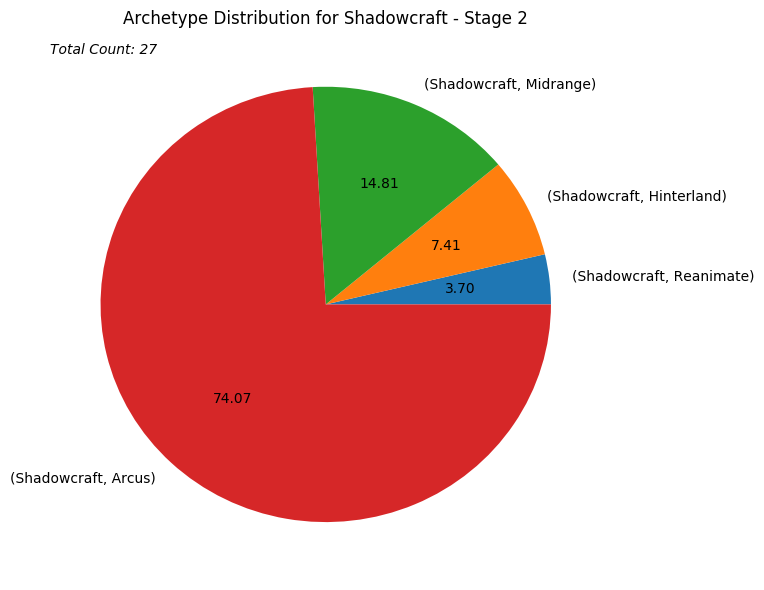 Archetype Distribution for Shadowcraft - Stage 2
Total Count: 27
(Shadowcraft, Midrange)
14.81
(Shadowcraft, Hinterland)
7.41
(Shadowcraft, Reanimate)
3.70
74.07
(Shadowcraft, Arcus)